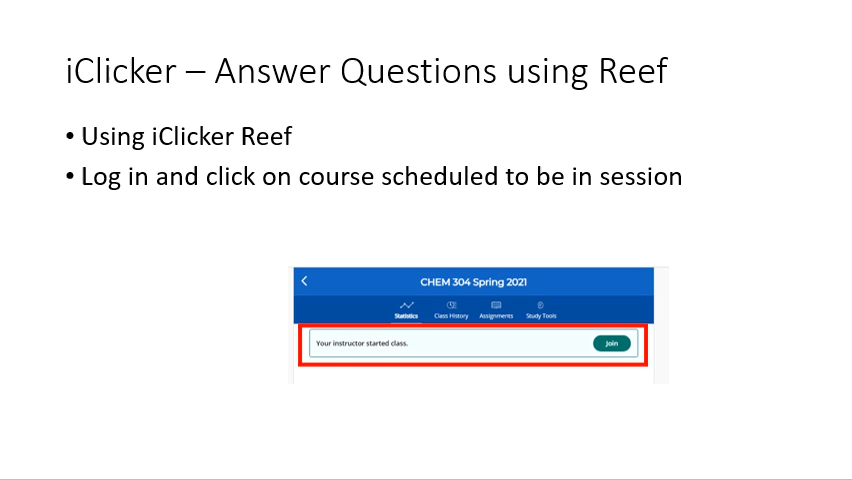 iClicker – Answer Questions using Reef
• Using iClicker Reef
• Log in and click on course scheduled to be in session
CHEM 304 Spring 2021
Statistics Class History Assignments Study Tools
Your instructor started class. Join